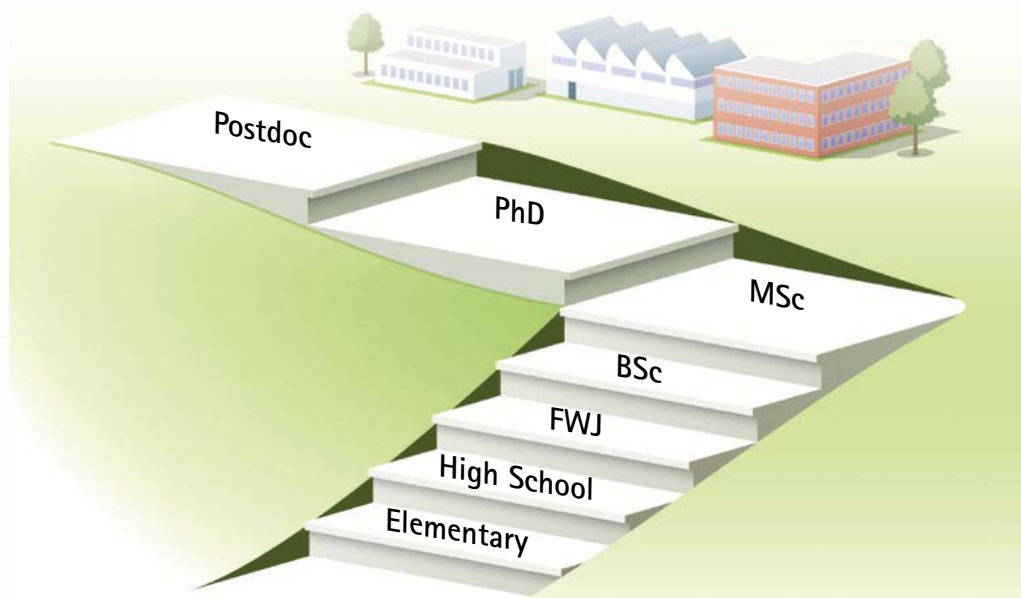 Postdoc
PhD
MSc
BSc
FWJ
High School
Elementary